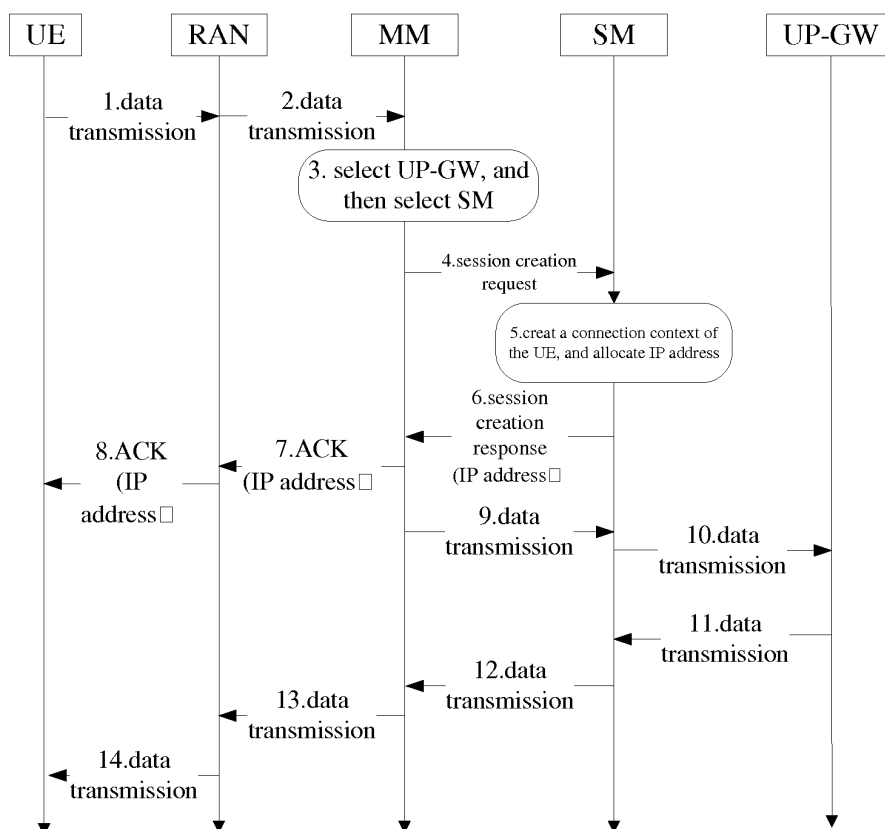 UE
RAN
MM
SM
UP-GW
1.data
transmission
2.data
transmission
3. select UP-GW, and
then select SM
4.session creation
request
5.creat a connection context of
the UE, and allocate IP address
6.session
creation
response
(IP address□
7.ACK
(IP address□
8.ACK
(IP
address□
9.data
transmission
10.data
transmission
11.data
transmission
12.data
transmission
13.data
transmission
14.data
transmission